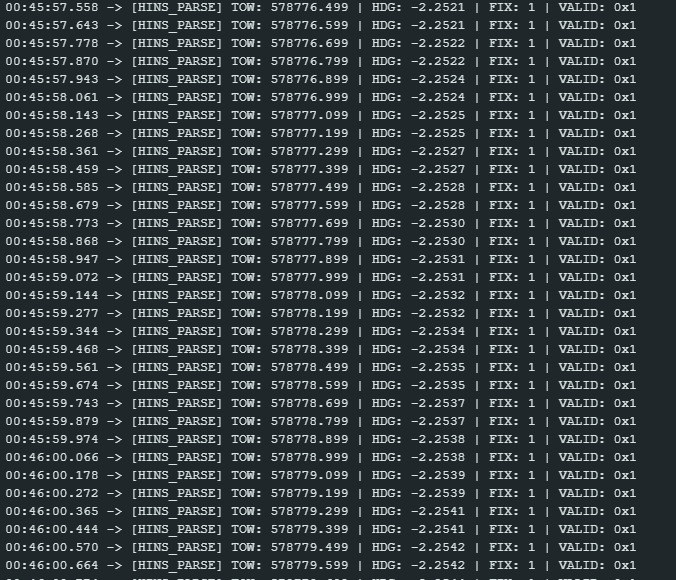 00:45:57.558 -> [HINS_PARSE] TOW: 578776.499 | HDG: -2.2521 | FIX: 1 | VALID: 0x1
00:45:57.643 -> [HINS_PARSE] TOW: 578776.599 | HDG: -2.2521 | FIX: 1 | VALID: 0x1
00:45:57.778 -> [HINS_PARSE] TOW: 578776.699 | HDG: -2.2522 | FIX: 1 | VALID: 0x1
00:45:57.870 -> [HINS_PARSE] TOW: 578776.799 | HDG: -2.2522 | FIX: 1 | VALID: 0x1
00:45:57.943 -> [HINS_PARSE] TOW: 578776.899 | HDG: -2.2524 | FIX: 1 | VALID: 0x1
00:45:58.061 -> [HINS_PARSE] TOW: 578776.999 | HDG: -2.2524 | FIX: 1 | VALID: 0x1
00:45:58.143 -> [HINS_PARSE] TOW: 578777.099 | HDG: -2.2525 | FIX: 1 | VALID: 0x1
00:45:58.268 -> [HINS_PARSE] TOW: 578777.199 | HDG: -2.2525 | FIX: 1 | VALID: 0x1
00:45:58.361 -> [HINS_PARSE] TOW: 578777.299 | HDG: -2.2527 | FIX: 1 | VALID: 0x1
00:45:58.459 -> [HINS_PARSE] TOW: 578777.399 | HDG: -2.2527 | FIX: 1 | VALID: 0x1
00:45:58.585 -> [HINS_PARSE] TOW: 578777.499 | HDG: -2.2528 | FIX: 1 | VALID: 0x1
00:45:58.679 -> [HINS_PARSE] TOW: 578777.599 | HDG: -2.2528 | FIX: 1 | VALID: 0x1
00:45:58.773 -> [HINS_PARSE] TOW: 578777.699 | HDG: -2.2530 | FIX: 1 | VALID: 0x1
00:45:58.868 -> [HINS_PARSE] TOW: 578777.799 | HDG: -2.2530 | FIX: 1 | VALID: 0x1
00:45:58.947 -> [HINS_PARSE] TOW: 578777.899 | HDG: -2.2531 | FIX: 1 | VALID: 0x1
00:45:59.072 -> [HINS_PARSE] TOW: 578777.999 | HDG: -2.2531 | FIX: 1 | VALID: 0x1
00:45:59.144 -> [HINS_PARSE] TOW: 578778.099 | HDG: -2.2532 | FIX: 1 | VALID: 0x1
00:45:59.277 -> [HINS_PARSE] TOW: 578778.199 | HDG: -2.2532 | FIX: 1 | VALID: 0x1
00:45:59.344 -> [HINS_PARSE] TOW: 578778.299 | HDG: -2.2534 | FIX: 1 | VALID: 0x1
00:45:59.468 -> [HINS_PARSE] TOW: 578778.399 | HDG: -2.2534 | FIX: 1 | VALID: 0x1
00:45:59.561 -> [HINS_PARSE] TOW: 578778.499 | HDG: -2.2535 | FIX: 1 | VALID: 0x1
00:45:59.674 -> [HINS_PARSE] TOW: 578778.599 | HDG: -2.2535 | FIX: 1 | VALID: 0x1
00:45:59.743 -> [HINS_PARSE] TOW: 578778.699 | HDG: -2.2537 | FIX: 1 | VALID: 0x1
00:45:59.879 -> [HINS_PARSE] TOW: 578778.799 | HDG: -2.2537 | FIX: 1 | VALID: 0x1
00:45:59.974 -> [HINS_PARSE] TOW: 578778.899 | HDG: -2.2538 | FIX: 1 | VALID: 0x1
00:46:00.066 -> [HINS_PARSE] TOW: 578778.999 | HDG: -2.2538 | FIX: 1 | VALID: 0x1
00:46:00.178 -> [HINS_PARSE] TOW: 578779.099 | HDG: -2.2539 | FIX: 1 | VALID: 0x1
00:46:00.272 -> [HINS_PARSE] TOW: 578779.199 | HDG: -2.2539 | FIX: 1 | VALID: 0x1
00:46:00.365 -> [HINS_PARSE] TOW: 578779.299 | HDG: -2.2541 | FIX: 1 | VALID: 0x1
00:46:00.444 -> [HINS_PARSE] TOW: 578779.399 | HDG: -2.2541 | FIX: 1 | VALID: 0x1
00:46:00.570 -> [HINS_PARSE] TOW: 578779.499 | HDG: -2.2542 | FIX: 1 | VALID: 0x1
00:46:00.664 -> [HINS_PARSE] TOW: 578779.599 | HDG: -2.2542 | FIX: 1 | VALID: 0x1